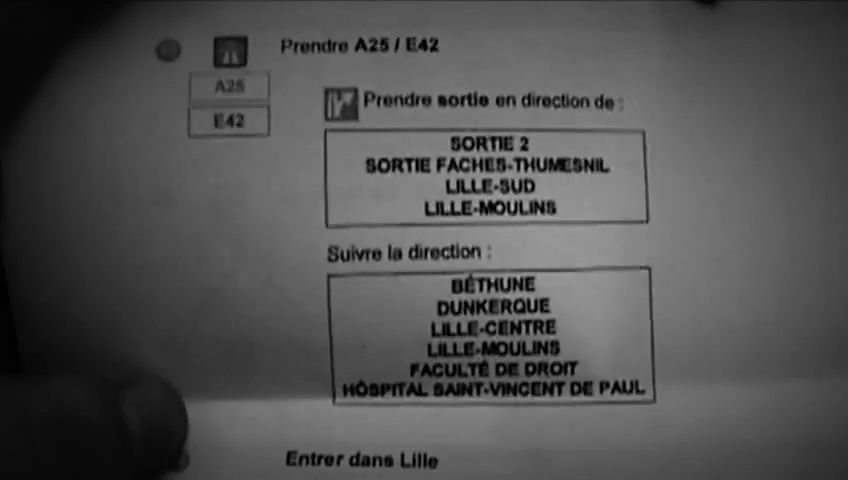 Prendre A25 / E42
A25
E42
Prendre sortie en direction de :
SORTIE 2
SORTIE FACHES-THUMESNIL
LILLE-SUD
LILLE-MOULINS
Suivre la direction :
BÉTHUNE
DUNKERQUE
LILLE-CENTRE
LILLE-MOULINS
FACULTÉ DE DROIT
HÔSPITAL SAINT-VINCENT DE PAUL
Entrer dans Lille